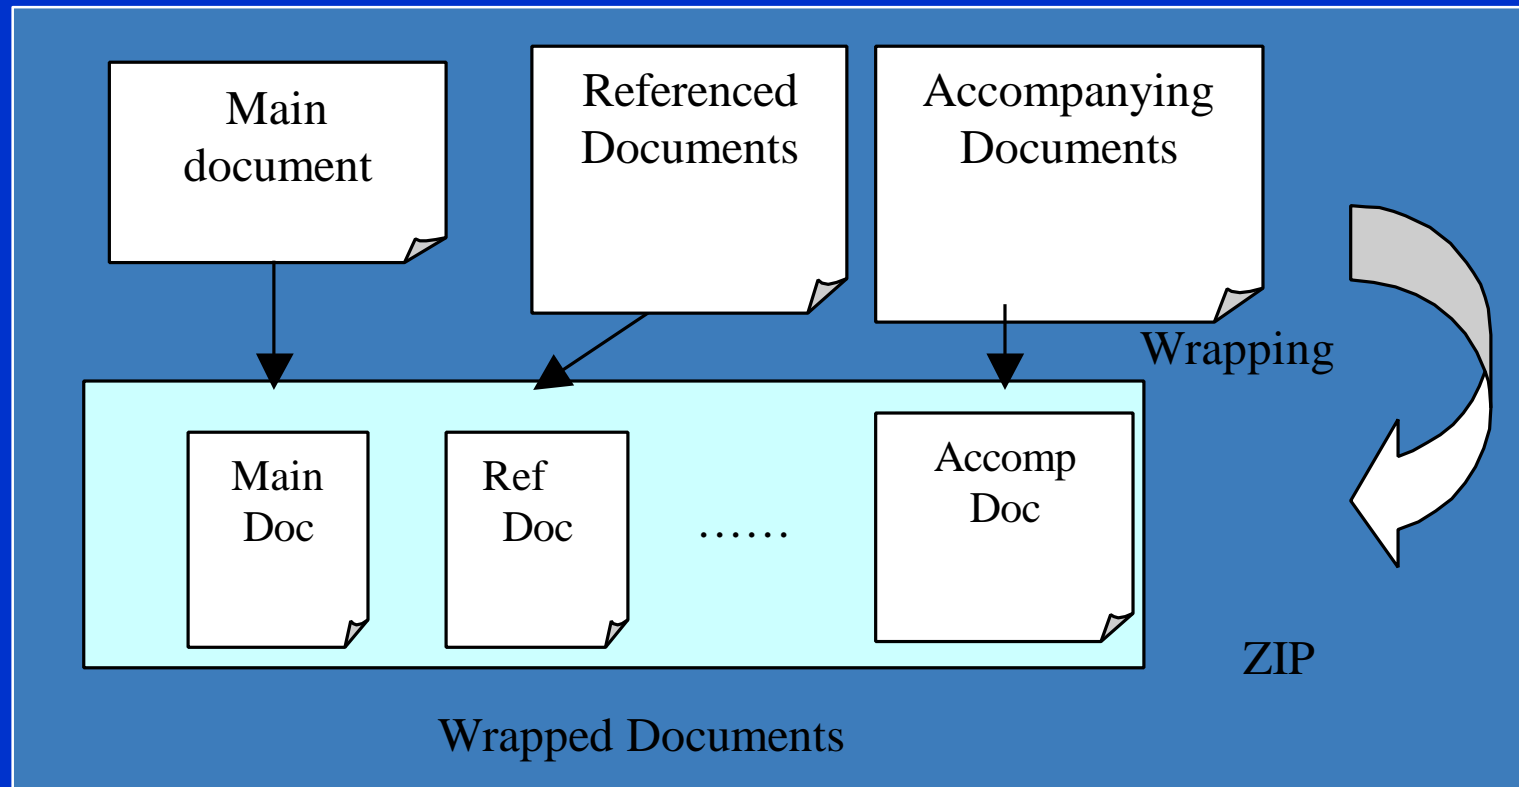 Main
document
Referenced
Documents
Accompanying
Documents
Wrapping
Main
Doc
Ref
Doc
……
Accomp
Doc
ZIP
Wrapped Documents